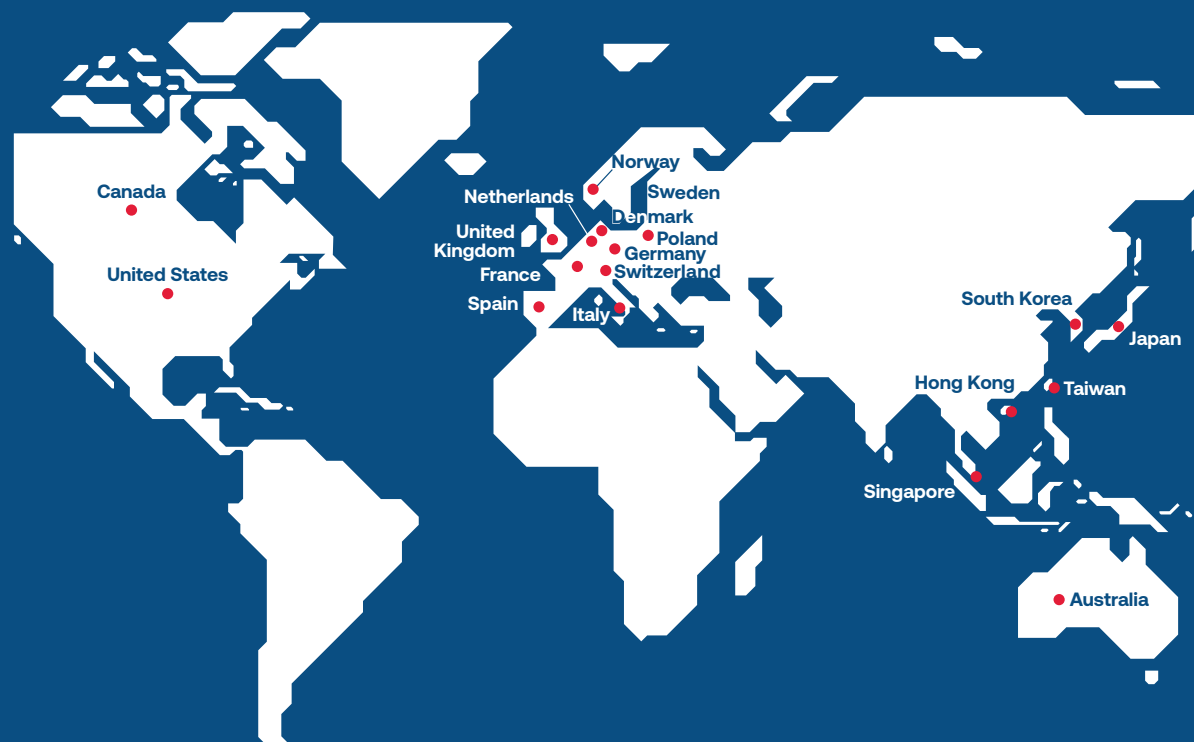 Norway
Canada
Netherlands
Sweden
Denmark
United
Kingdom
Poland
Germany
France
Switzerland
United States
Spain
Italy
South Korea
Japan
Hong Kong
Taiwan
Singapore
Australia